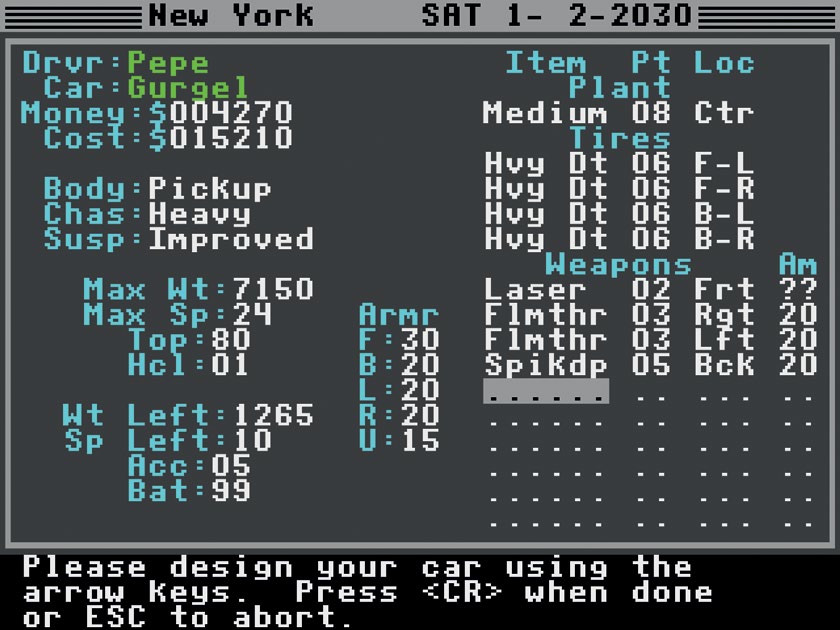 New York SAT 1- 2-2030
Drvr:Pepe Item Pt Loc
Car:Gurgel Plant
Money:$004270 Medium 08 Ctr
Cost:$015210 Tires
Hvy Dt 06 F-L
Body:PicKup Hvy Dt 06 F-R
Chas:Heavy Hvy Dt 06 B-L
Susp:Improved Hvy Dt 06 B-R
Weapons Am
Max Wt:7150 Laser 02 Frt ??
Max Sp:24 Armr Flmthr 03 Rgt 20
Top:80 F:30 Flmthr 03 Lft 20
Hcl:01 B:20 SpiKdp 05 Bck 20
L:20 ...... .. ... ..
Wt Left:1265 R:20 ...... .. ... ..
Sp Left:10 U:15 ...... .. ... ..
Acc:05 ...... .. ... ..
Bat:99 ...... .. ... ..
...... .. ... ..
Please design your car using the
arrow keys. Press <CR> when done
or ESC to abort.